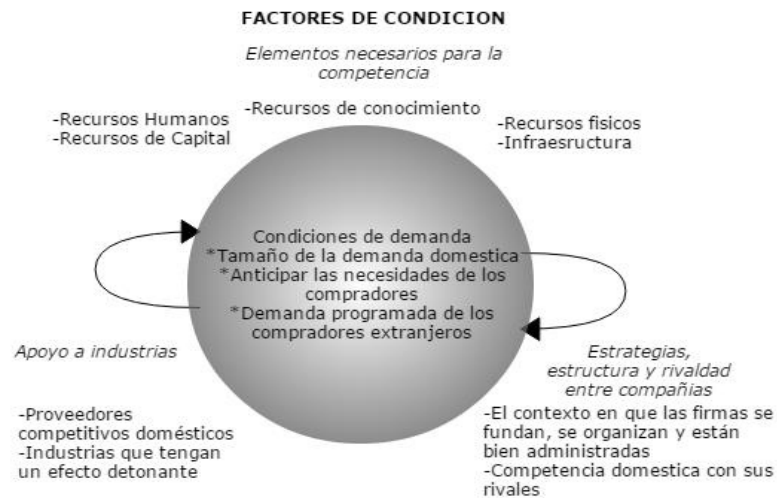 FACTORES DE CONDICION
Elementos necesarios para la
competencia
-Recursos Humanos
-Recursos de Capital
-Recursos de conocimiento
-Recursos fisicos
-Infraesructura
Condiciones de demanda
*Tamaño de la demanda domestica
*Anticipar las necesidades de los
compradores
*Demanda programada de los
compradores extranjeros
Apoyo a industrias
-Proveedores
competitivos domésticos
-Industrias que tengan
un efecto detonante
Estrategias,
estructura y rivaldad
entre compañias
-El contexto en que las firmas se
fundan, se organizan y están
bien administradas
-Competencia domestica con sus
rivales